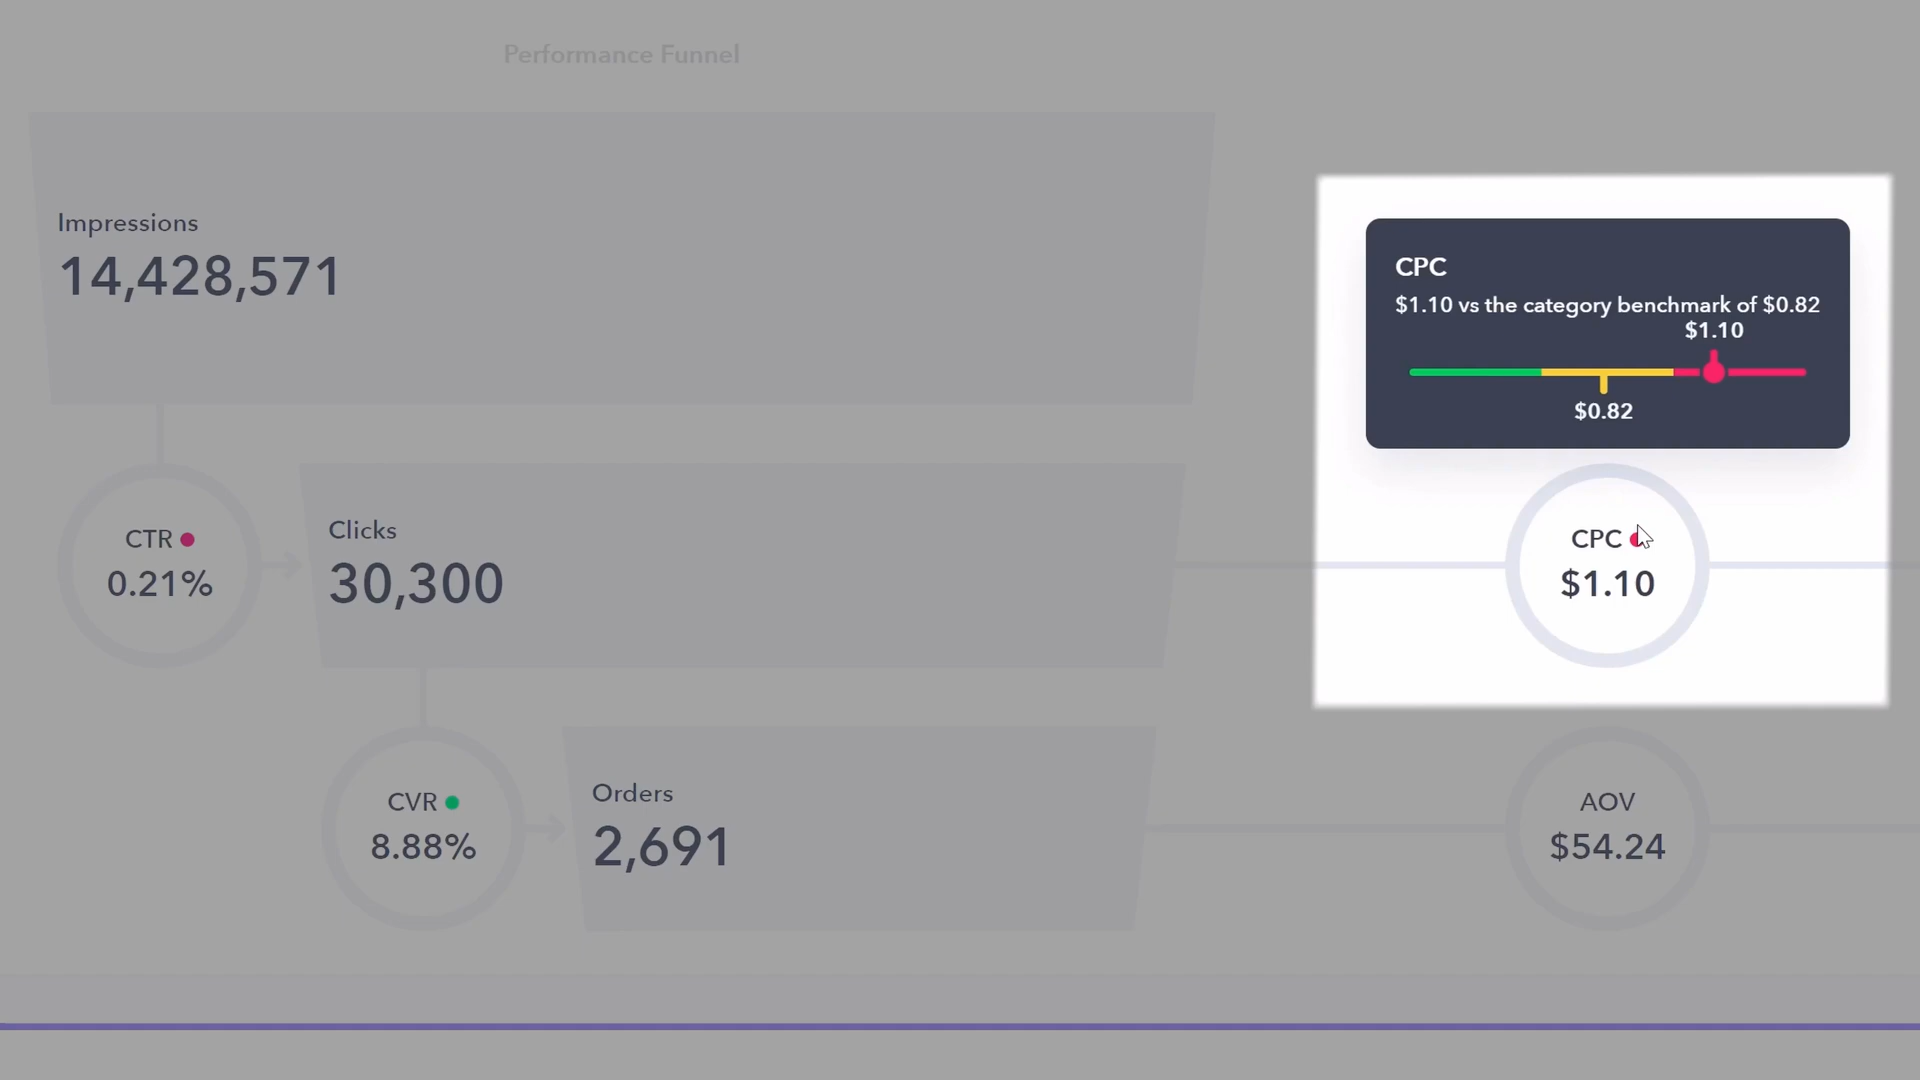 Performance Funnel
Impressions
14,428,571
CPC
$1.10 vs the category benchmark of $0.82
$1.10
$0.82
CTR
0.21%
Clicks
30,300
CPC
$1.10
CVR
8.88%
Orders
2,691
AOV
$54.24